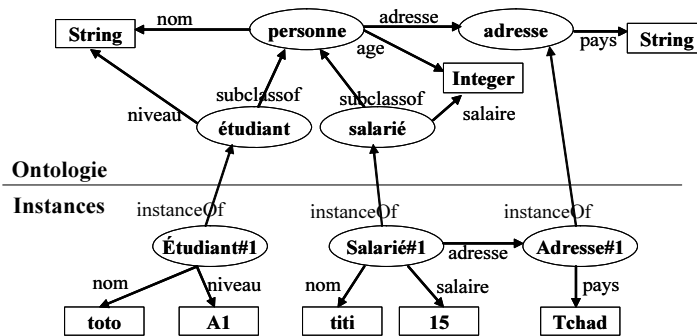 nom
adresse
String
personne
adresse
pays
String
age
Integer
subclassof
subclassof
niveau
salaire
étudiant
salarié
Ontologie
Instances
instanceOf
instanceOf
instanceOf
Étudiant#1
Salarié#1
adresse
Adresse#1
nom
niveau
nom
salaire
pays
toto
A1
titi
15
Tchad